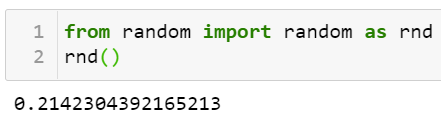 1 from random import random as rnd
2 rnd()
0.2142304392165213